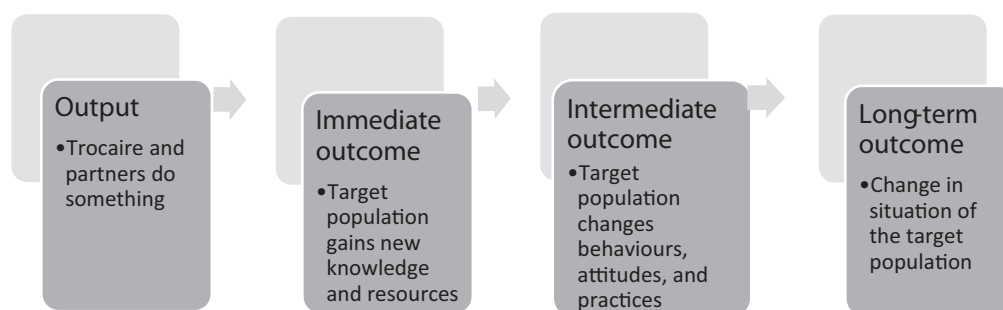 Output
•Trocaire and
partners do
something
Immediate
outcome
•Target
population
gains new
knowledge
and resources
Intermediate
outcome
•Target
population
changes
behaviours,
attitudes, and
practices
Long-term
outcome
•Change in
situation of
the target
population